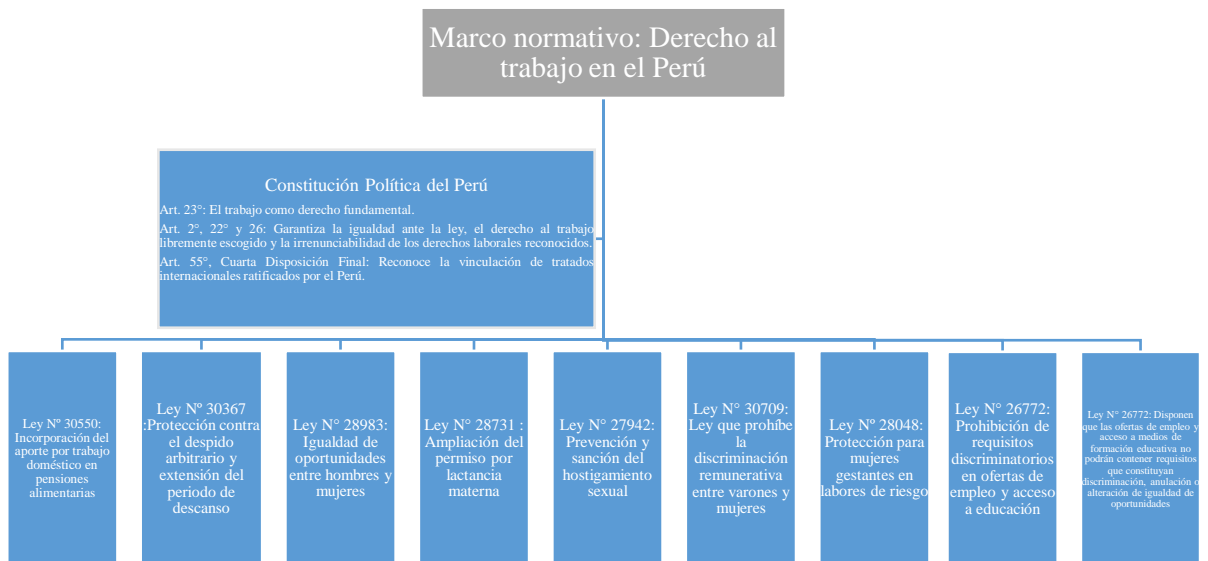 Marco normativo: Derecho al
trabajo en el Perú
Constitución Política del Perú
Art. 23°: El trabajo como derecho fundamental.
Art. 2°, 22° y 26: Garantiza la igualdad ante la ley, el derecho al trabajo
libremente escogido y la irrenunciabilidad de los derechos laborales reconocidos.
Art. 55°, Cuarta Disposición Final: Reconoce la vinculación de tratados
internacionales ratificados por el Perú.
Ley Nº 30550:
Incorporación del
aporte por trabajo
doméstico en
pensiones
alimentarias
Ley Nº 30367
:Protección contra
el despido
arbitrario y
extensión del
periodo de
descanso
Ley N° 28983:
Igualdad de
oportunidades
entre hombres y
mujeres
Ley N° 28731 :
Ampliación del
permiso por
lactancia
materna
Ley N° 27942:
Prevención y
sanción del
hostigamiento
sexual
Ley N° 30709:
Ley que prohíbe
la
discriminación
remunerativa
entre varones y
mujeres
Ley Nº 28048:
Protección para
mujeres
gestantes en
labores de riesgo
Ley N° 26772:
Prohibición de
requisitos
discriminatorios
en ofertas de
empleo y acceso
a educación
Ley N° 26772: Disponen
que las ofertas de empleo y
acceso a medios de
formación educativa no
podrán contener requisitos
que constituyan
discriminación, anulación o
alteración de igualdad de
oportunidades